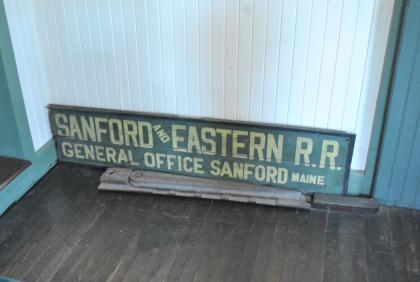 SANFORD AND EASTERN R.R.
GENERAL OFFICE SANFORD MAINE